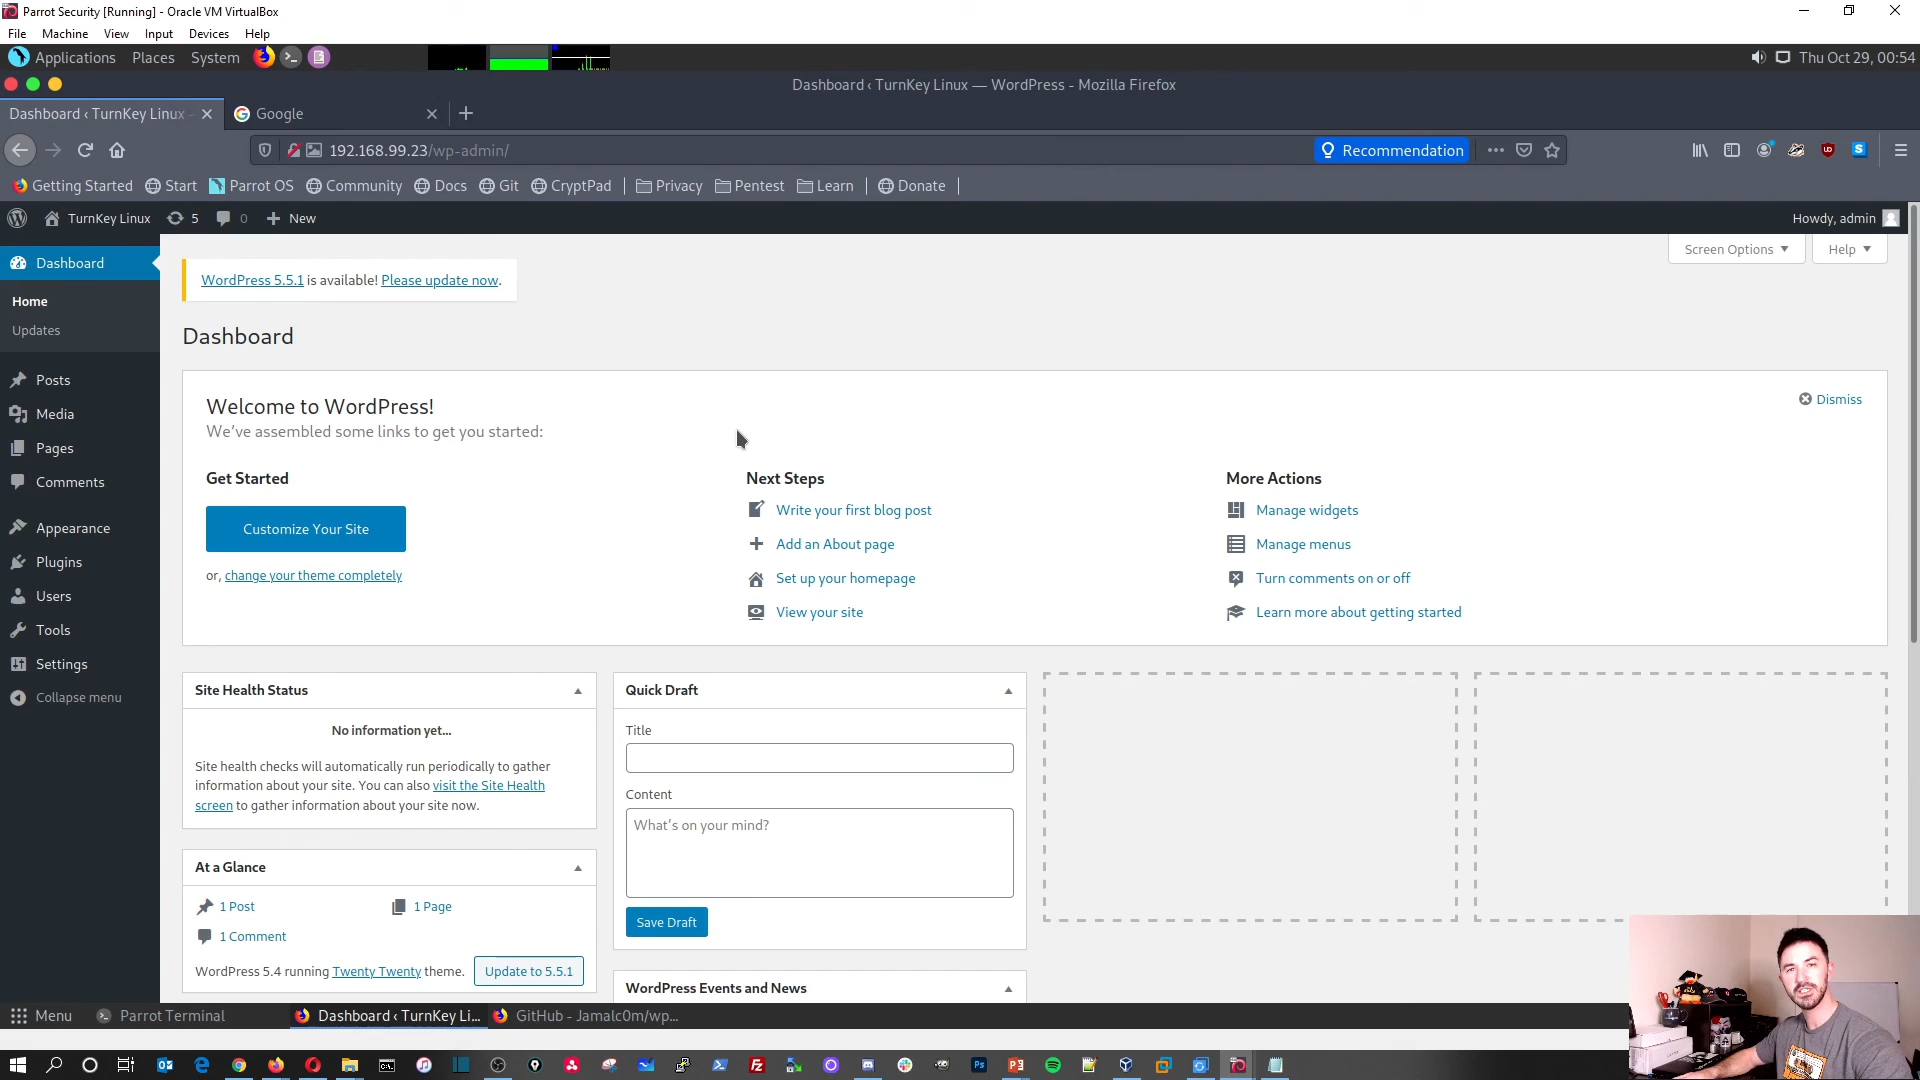 Parrot Security [Running] - Oracle VM VirtualBox
File Machine View Input Devices Help
Applications Places System Thu Oct 29, 00:54
Dashboard ‹ TurnKey Linux — WordPress - Mozilla Firefox
Dashboard ‹ TurnKey Linux - Google
192.168.99.23/wp-admin/ Recommendation
Getting Started Start Parrot OS Community Docs Git CryptPad Privacy Pentest Learn Donate
TurnKey Linux 5 0 New Howdy, admin
Screen Options Help
Dashboard
Home
Updates
Posts
Media
Pages
Comments
Appearance
Plugins
Users
Tools
Settings
Collapse menu
WordPress 5.5.1 is available! Please update now.
Dashboard
Welcome to WordPress!
Dismiss
We've assembled some links to get you started:
Get Started
Customize Your Site
or, change your theme completely
Next Steps
Write your first blog post
Add an About page
Set up your homepage
View your site
More Actions
Manage widgets
Manage menus
Turn comments on or off
Learn more about getting started
Site Health Status
No information yet...
Site health checks will automatically run periodically to gather
information about your site. You can also visit the Site Health
screen to gather information about your site now.
At a Glance
1 Post 1 Page
1 Comment
WordPress 5.4 running Twenty Twenty theme. Update to 5.5.1
Quick Draft
Title
Content
What's on your mind?
Save Draft
WordPress Events and News
Menu Parrot Terminal Dashboard ‹ TurnKey Li... GitHub - Jamalc0m/wp...